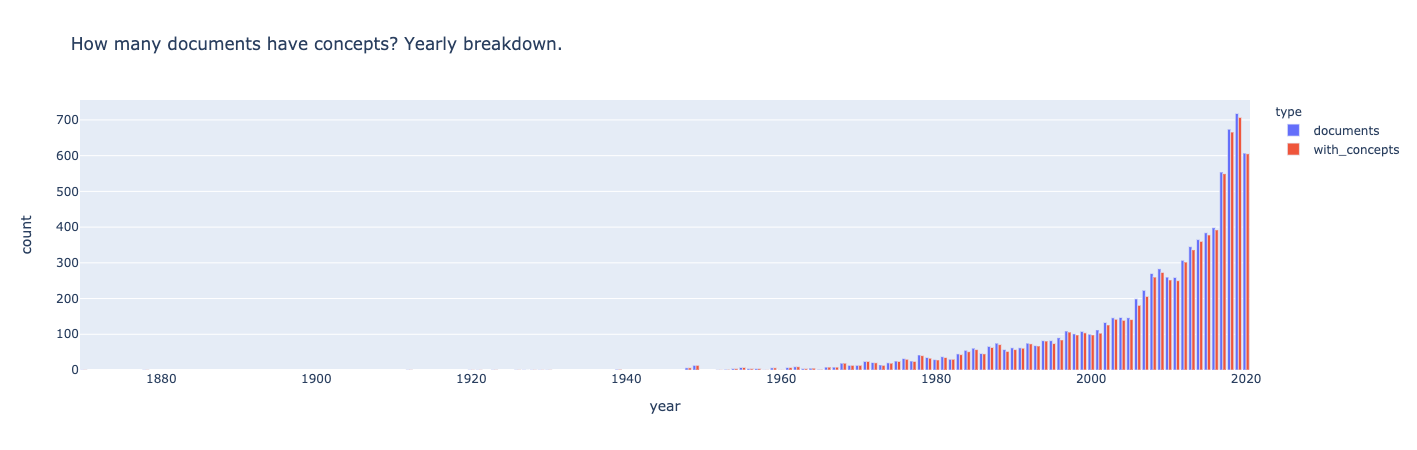 How many documents have concepts? Yearly breakdown.
type
documents
with_concepts
count
700
600
500
400
300
200
100
0
1880 1900 1920 1940 1960 1980 2000 2020
year